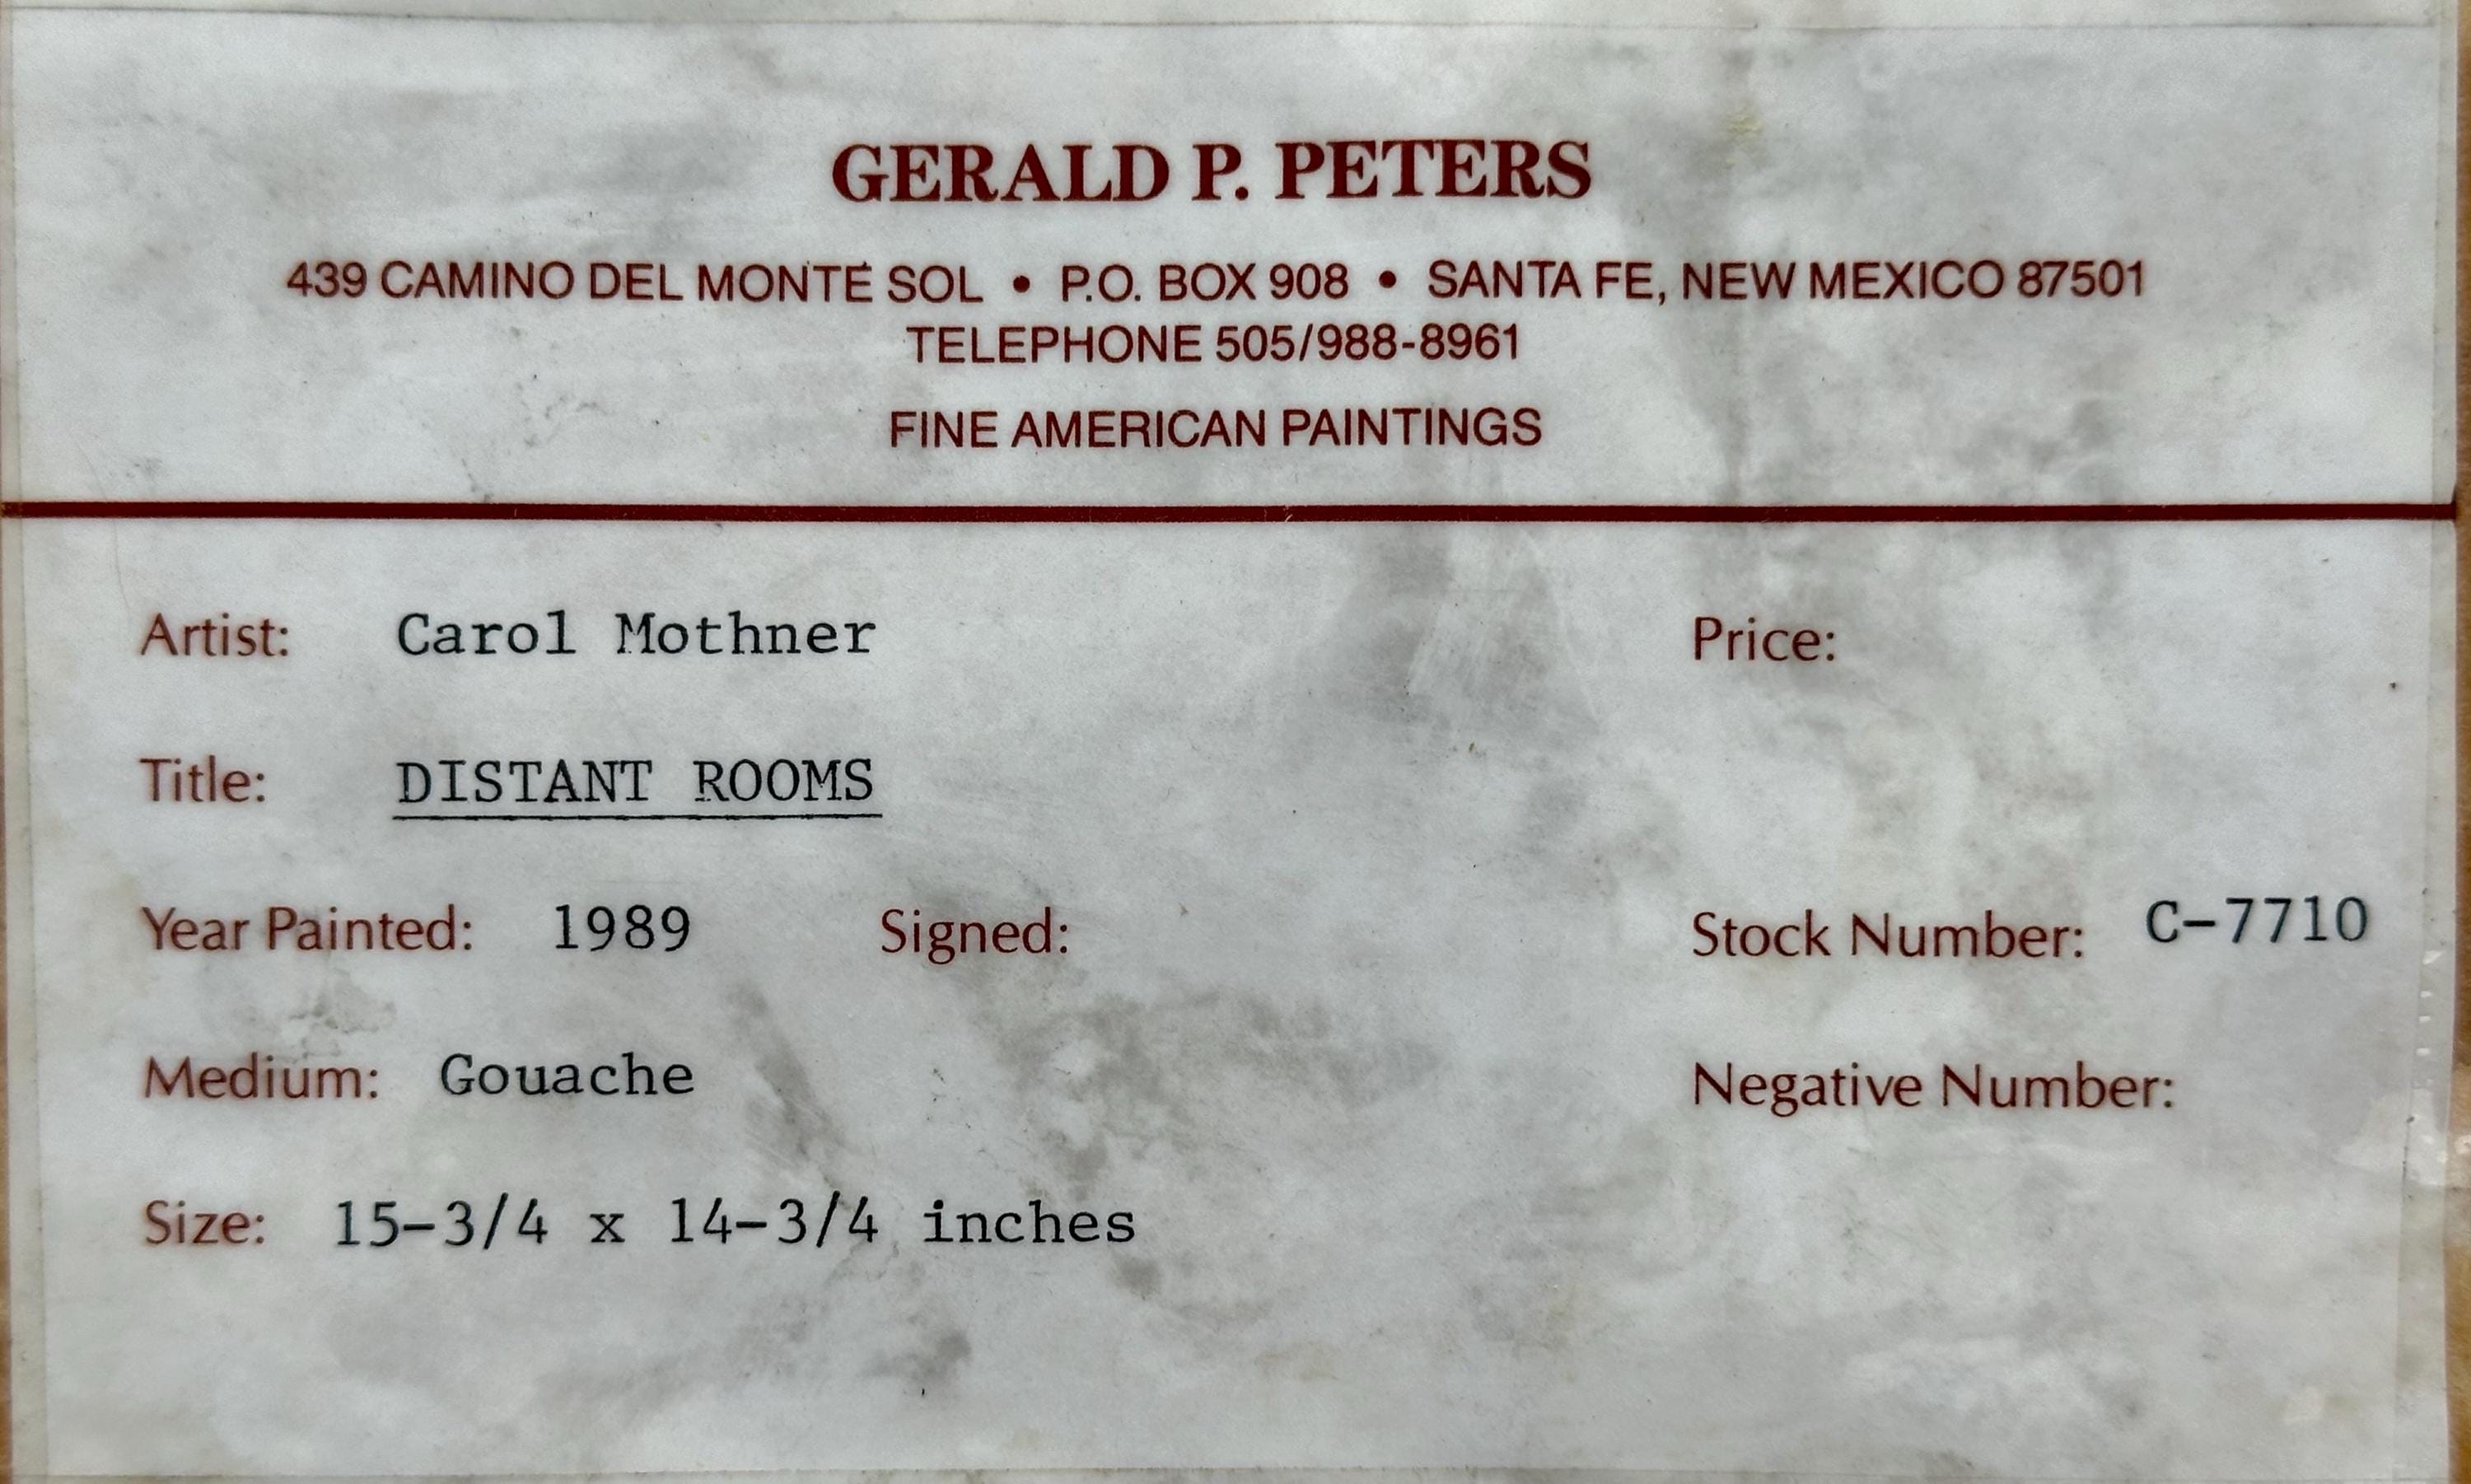 GERALD P. PETERS
439 CAMINO DEL MONTE SOL • P.O. BOX 908 • SANTA FE, NEW MEXICO 87501
TELEPHONE 505/988-8961
FINE AMERICAN PAINTINGS
Artist: Carol Mothner Price:
Title: DISTANT ROOMS
Year Painted: 1989 Signed: Stock Number: C-7710
Medium: Gouache Negative Number:
Size: 15-3/4 x 14-3/4 inches